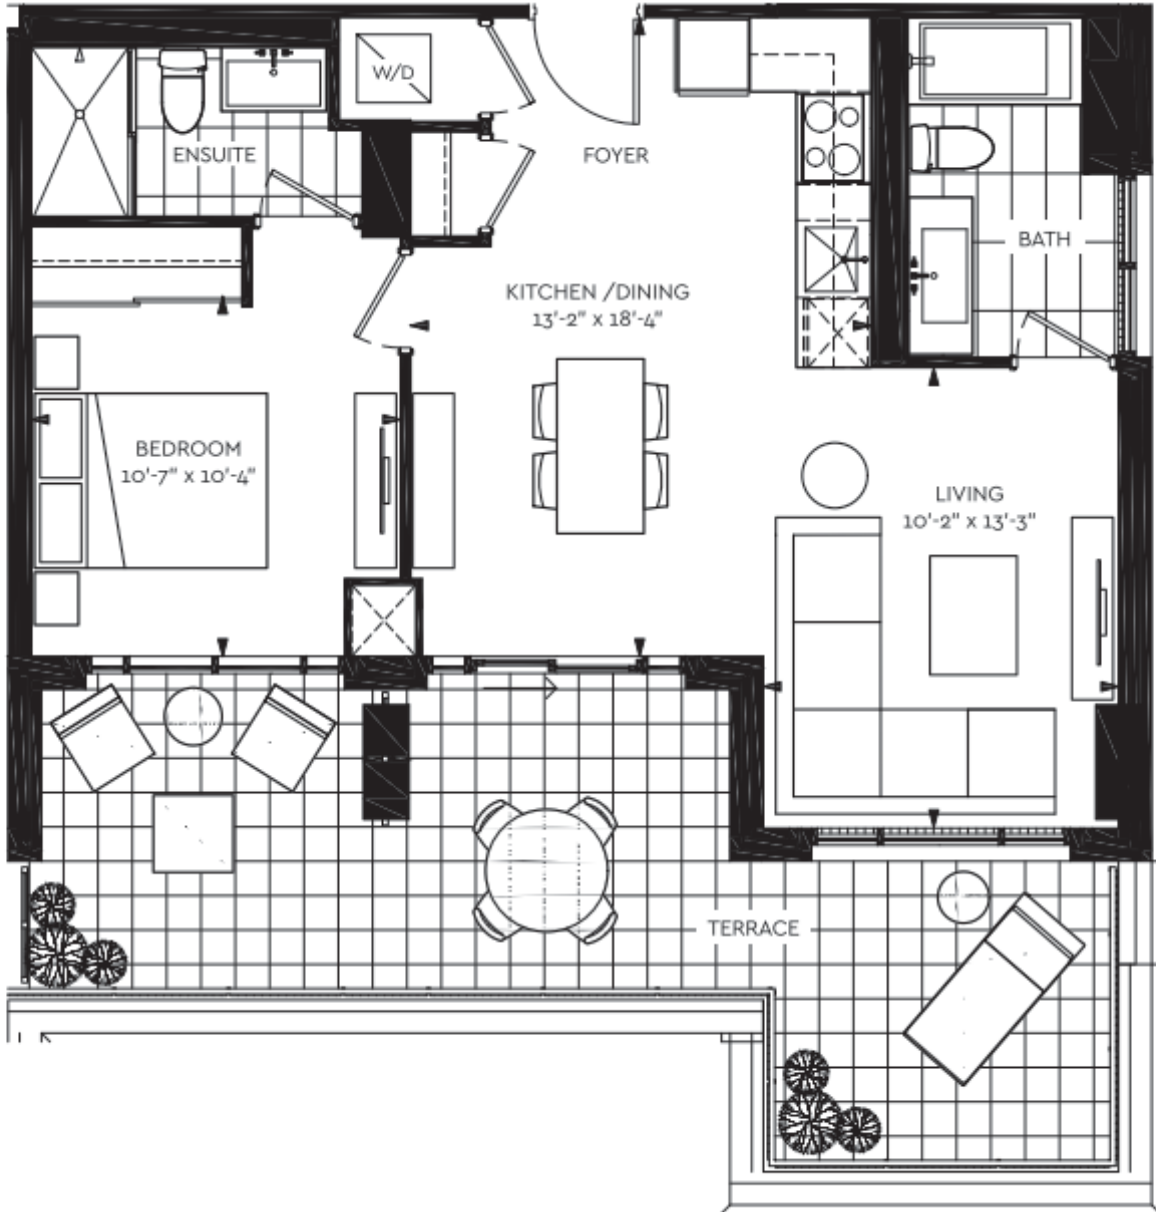 W/D
ENSUITE
FOYER
BATH
KITCHEN /DINING
13'-2" x 18'-4"
BEDROOM
10'-7" x 10'-4"
LIVING
10'-2" x 13'-3"
TERRACE